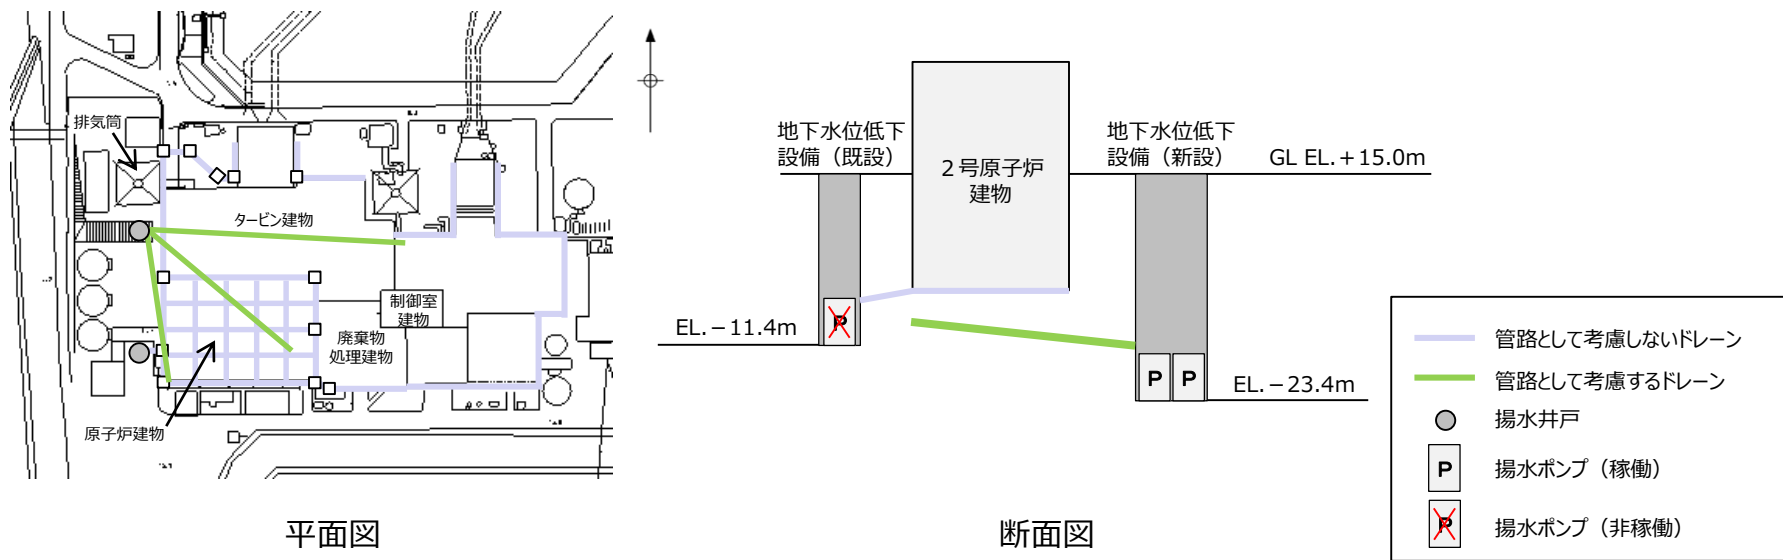 排気筒
タービン建物
制御室
建物
廃棄物
処理建物
原子炉建物
平面図
地下水位低下
設備（既設）
２号原子炉
建物
地下水位低下
設備（新設）
GL EL.＋15.0m
EL.－11.4m
P
P
P
EL.－23.4m
断面図
管路として考慮しないドレーン
管路として考慮するドレーン
揚水井戸
P
揚水ポンプ（稼働）
P
揚水ポンプ（非稼働）